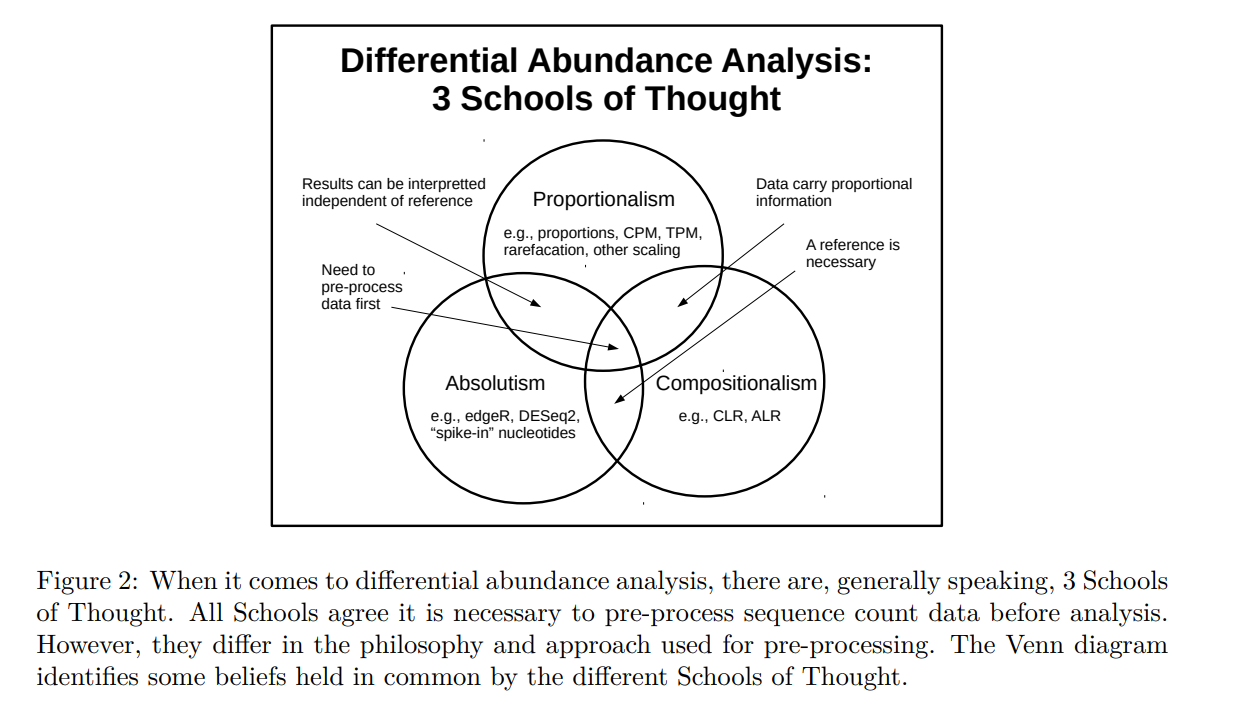 Differential Abundance Analysis:
3 Schools of Thought
Results can be interpretted
independent of reference
Data carry proportional
information
Proportionalism
e.g., proportions, CPM, TPM,
rarefacation, other scaling
A reference is
necessary
Need to
pre-process
data first
Absolutism
e.g., edgeR, DESeq2,
“spike-in” nucleotides
Compositionalism
e.g., CLR, ALR
Figure 2: When it comes to differential abundance analysis, there are, generally speaking, 3 Schools
of Thought. All Schools agree it is necessary to pre-process sequence count data before analysis.
However, they differ in the philosophy and approach used for pre-processing. The Venn diagram
identifies some beliefs held in common by the different Schools of Thought.